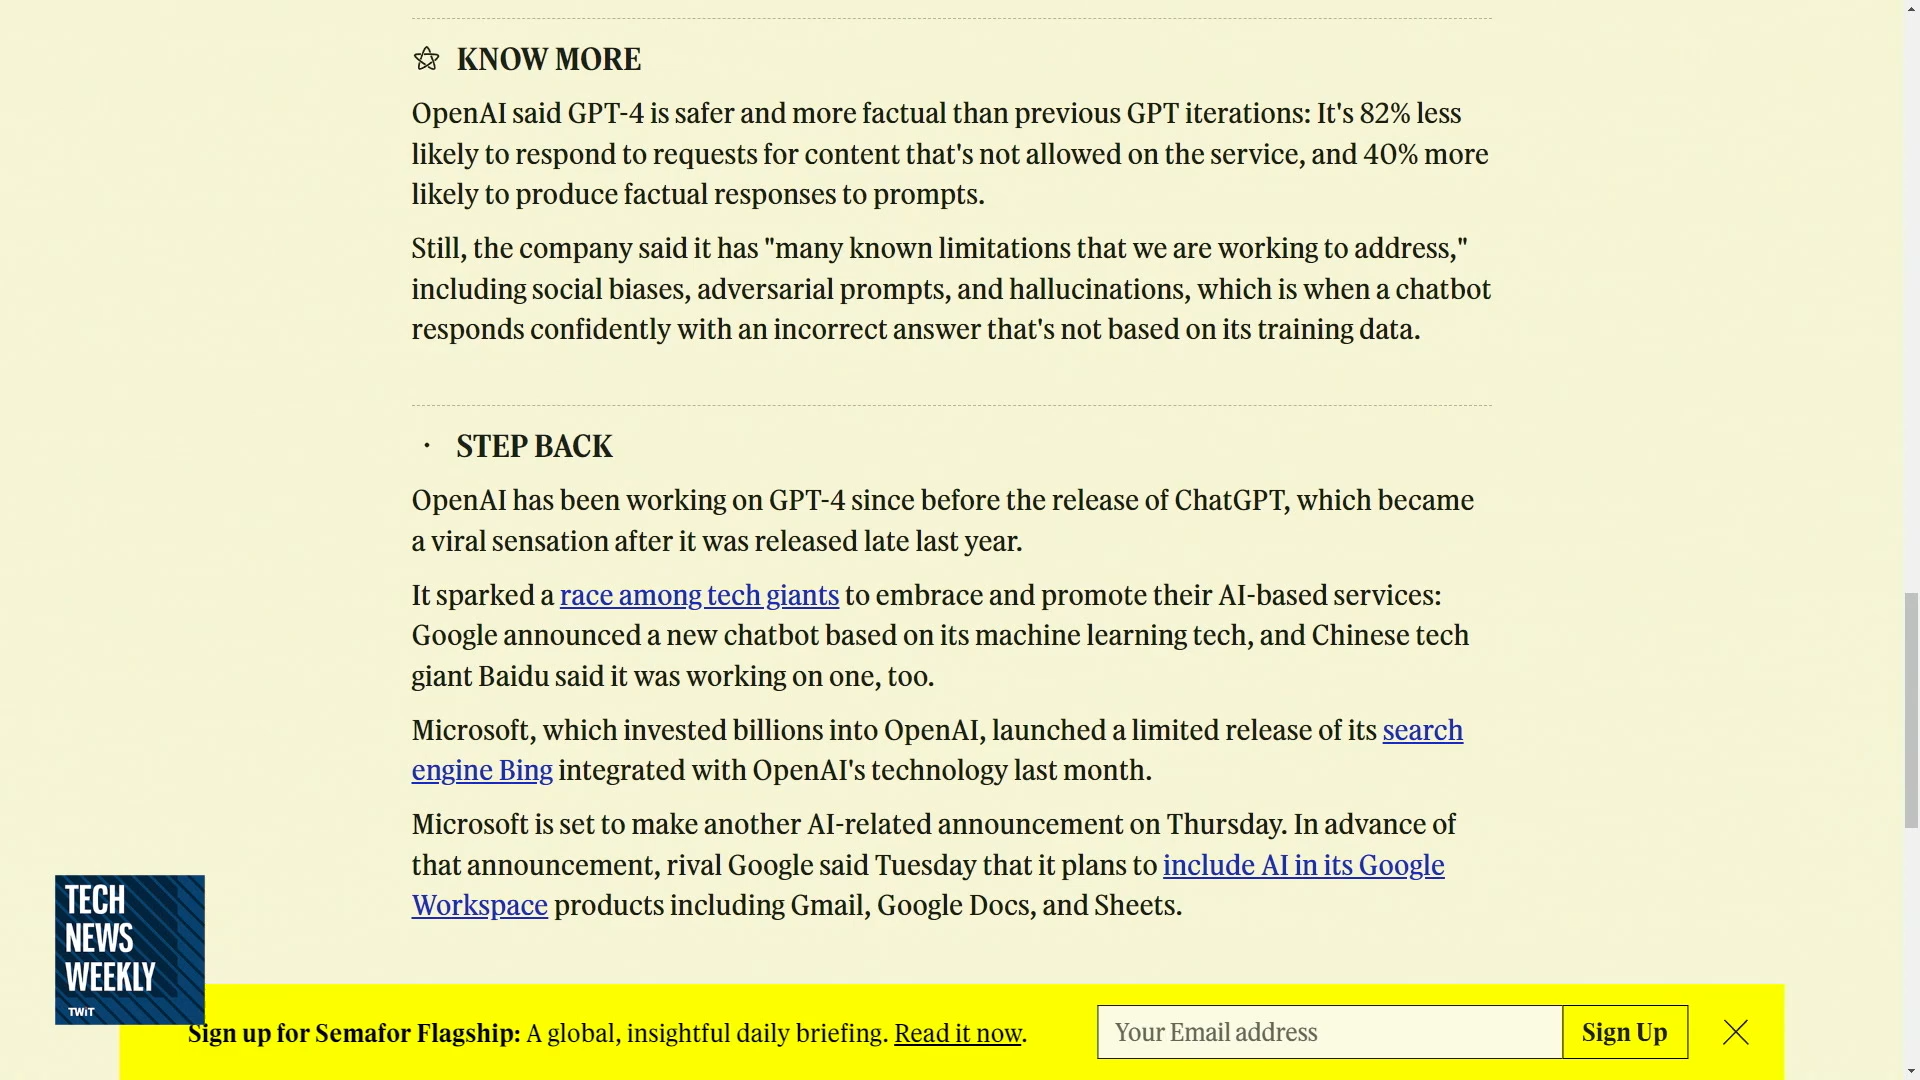 KNOW MORE
OpenAI said GPT-4 is safer and more factual than previous GPT iterations: It's 82% less
likely to respond to requests for content that's not allowed on the service, and 40% more
likely to produce factual responses to prompts.
Still, the company said it has "many known limitations that we are working to address,"
including social biases, adversarial prompts, and hallucinations, which is when a chatbot
responds confidently with an incorrect answer that's not based on its training data.
STEP BACK
OpenAI has been working on GPT-4 since before the release of ChatGPT, which became
a viral sensation after it was released late last year.
It sparked a race among tech giants to embrace and promote their AI-based services:
Google announced a new chatbot based on its machine learning tech, and Chinese tech
giant Baidu said it was working on one, too.
Microsoft, which invested billions into OpenAI, launched a limited release of its search
engine Bing integrated with OpenAI's technology last month.
Microsoft is set to make another AI-related announcement on Thursday. In advance of
that announcement, rival Google said Tuesday that it plans to include AI in its Google
Workspace products including Gmail, Google Docs, and Sheets.
TECH
NEWS
WEEKLY
TWiT
Sign up for Semafor Flagship: A global, insightful daily briefing. Read it now.
Your Email address
Sign Up